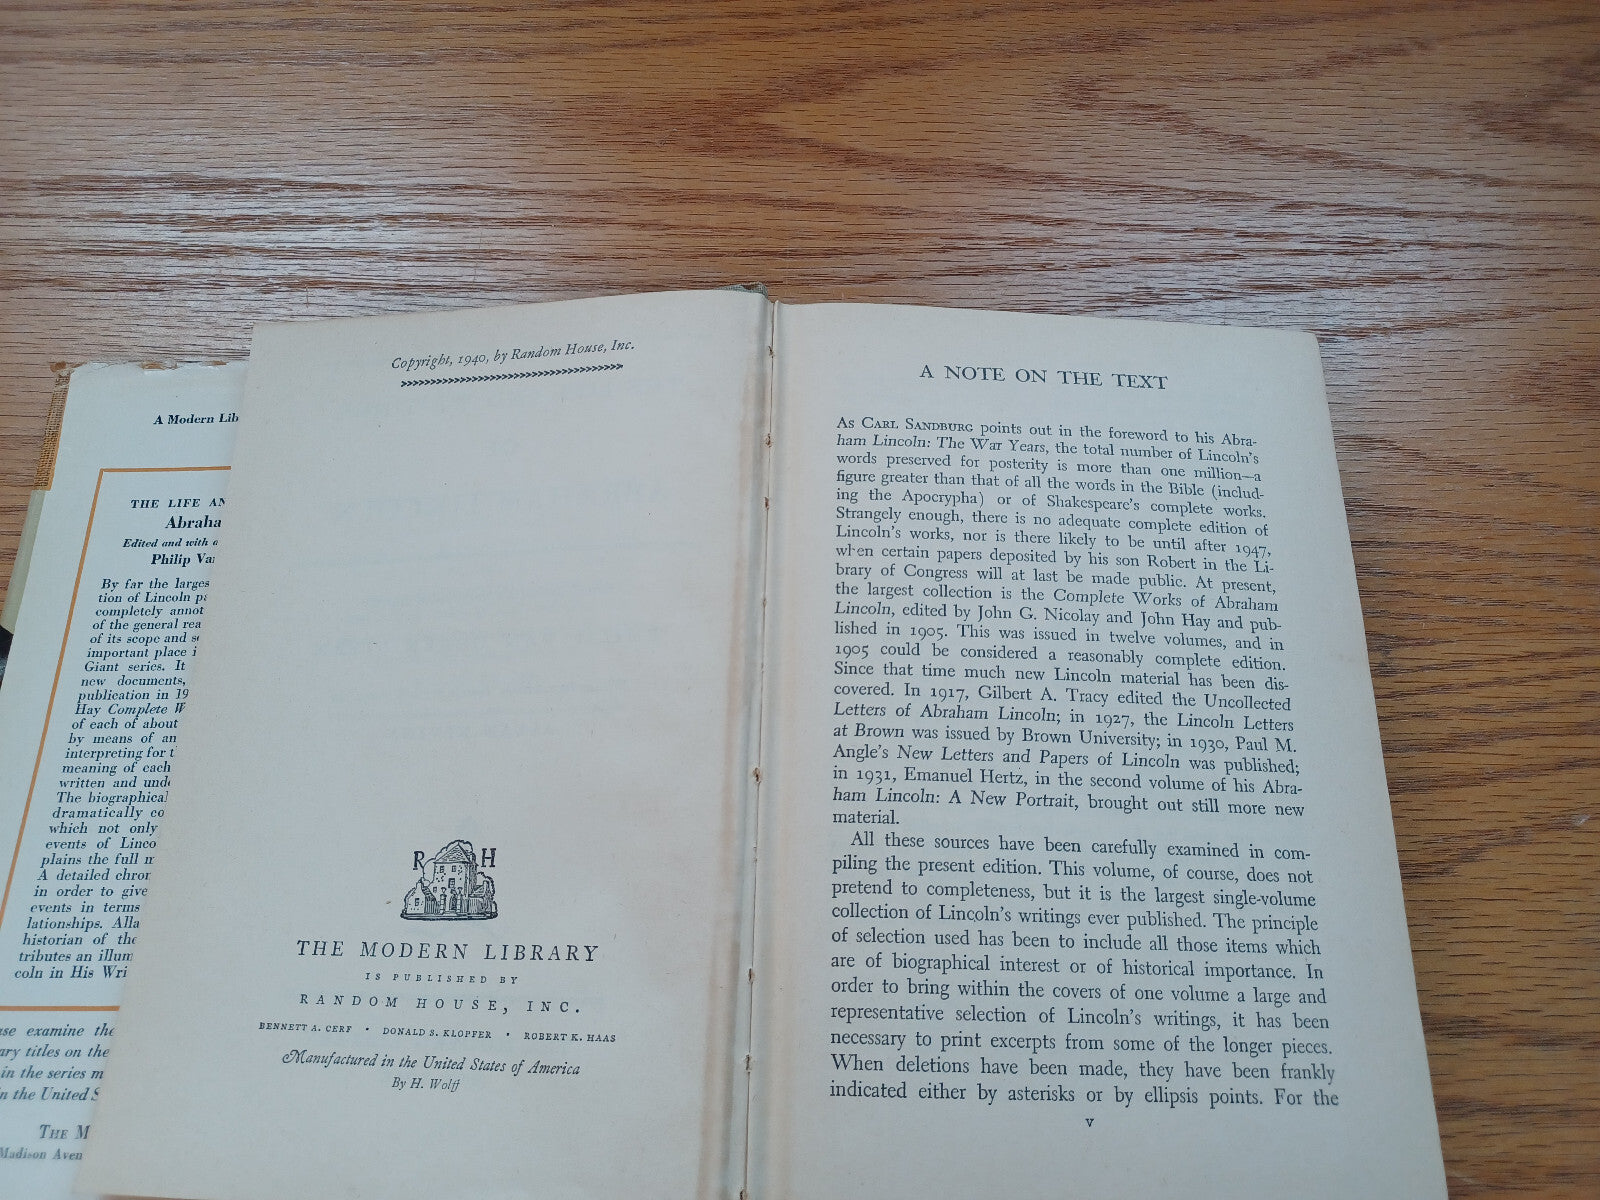 A Modern Lib
THE LIFE AN
Abraha
Edited and with a
Philip Va
By far the larges
tion of Lincoln pa
completely annot
of the general rea
of its scope and se
important place i
Giant series. It
new documents,
publication in 19
Hay Complete W
of each of about
by means of an
interpreting for t
meaning of each
written and unde
The biographical
dramatically co
which not only
events of Linco
plains the full m
A detailed chron
in order to give
events in terms
lationships. Alla
historian of the
tributes an illum
coln in His Wri
ase examine the
ary titles on the
in the series m
n the United S
THE M
Madison Aven
Copyright, 1940, by Random House, Inc.
R H
THE MODERN LIBRARY
IS PUBLISHED BY
RANDOM HOUSE, INC.
BENNETT A. CERF • DONALD S. KLOPFER • ROBERT K. HAAS
Manufactured in the United States of America
By H. Wolff
A NOTE ON THE TEXT
As CARL SANDBURG points out in the foreword to his Abra-
ham Lincoln: The War Years, the total number of Lincoln's
words preserved for posterity is more than one million—a
figure greater than that of all the words in the Bible (includ-
ing the Apocrypha) or of Shakespeare's complete works.
Strangely enough, there is no adequate complete edition of
Lincoln's works, nor is there likely to be until after 1947,
when certain papers deposited by his son Robert in the Li-
brary of Congress will at last be made public. At present,
the largest collection is the Complete Works of Abraham
Lincoln, edited by John G. Nicolay and John Hay and pub-
lished in 1905. This was issued in twelve volumes, and in
1905 could be considered a reasonably complete edition.
Since that time much new Lincoln material has been dis-
covered. In 1917, Gilbert A. Tracy edited the Uncollected
Letters of Abraham Lincoln; in 1927, the Lincoln Letters
at Brown was issued by Brown University; in 1930, Paul M.
Angle's New Letters and Papers of Lincoln was published;
in 1931, Emanuel Hertz, in the second volume of his Abra-
ham Lincoln: A New Portrait, brought out still more new
material.
All these sources have been carefully examined in com-
piling the present edition. This volume, of course, does not
pretend to completeness, but it is the largest single-volume
collection of Lincoln's writings ever published. The principle
of selection used has been to include all those items which
are of biographical interest or of historical importance. In
order to bring within the covers of one volume a large and
representative selection of Lincoln's writings, it has been
necessary to print excerpts from some of the longer pieces.
When deletions have been made, they have been frankly
indicated either by asterisks or by ellipsis points. For the
v